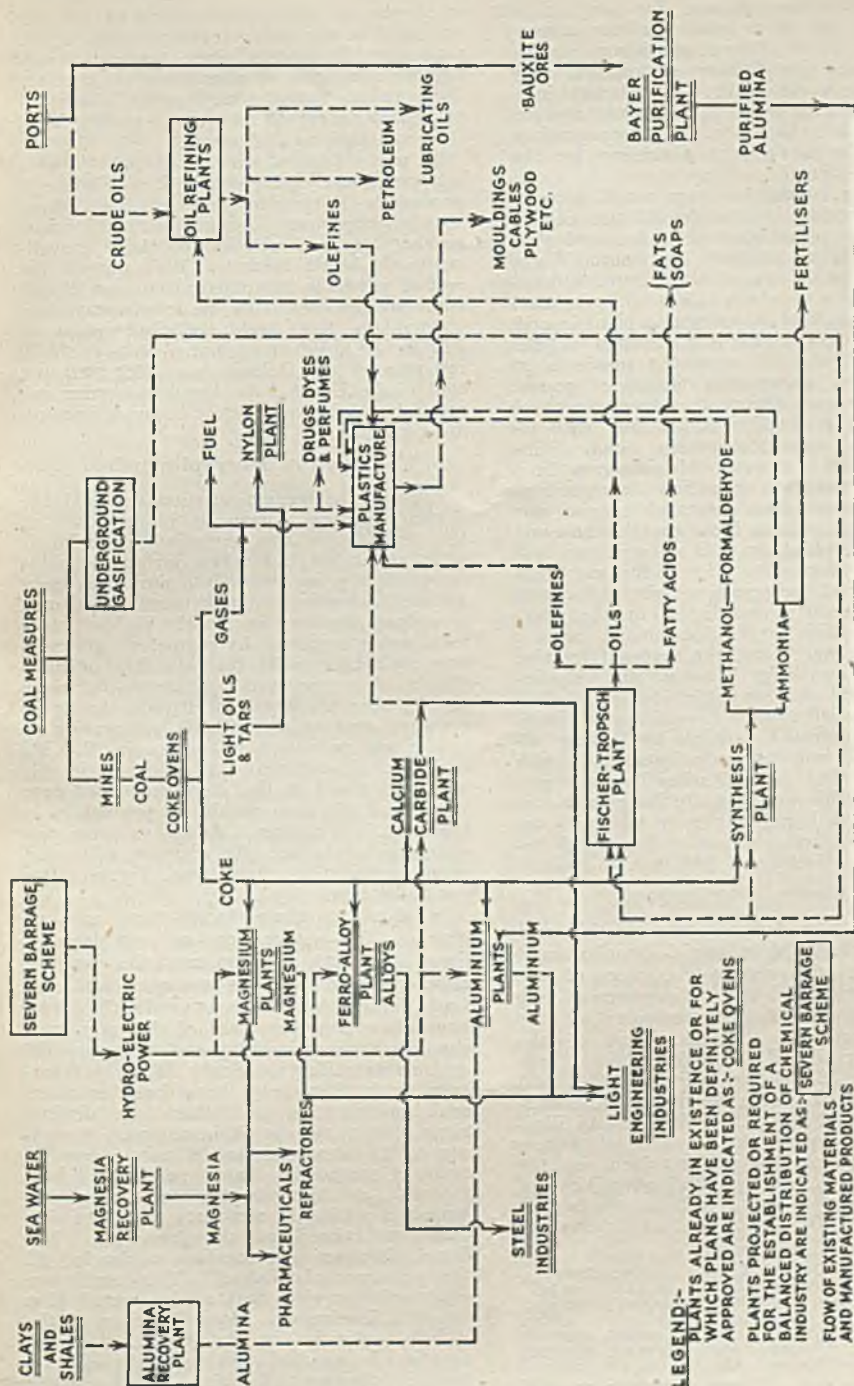 CLAYS
AND
SHALES
ALUMINA
RECOVERY
PLANT
ALUMINA
SEA WATER
MAGNESIA
RECOVERY
PLANT
MAGNESIA
PHARMACEUTICALS
REFRACTORIES
STEEL
INDUSTRIES
SEVERN BARRAGE
SCHEME
HYDRO-ELECTRIC
POWER
MAGNESIUM
PLANTS
MAGNESIUM
FERRO-ALLOY
PLANT
ALLOYS
ALUMINIUM
PLANTS
ALUMINIUM
LIGHT
ENGINEERING
INDUSTRIES
COAL MEASURES
MINES
COAL
COKE OVENS
COKE
LIGHT OILS
& TARS
GASES
UNDERGROUND
GASIFICATION
FUEL
NYLON
PLANT
DRUGS DYES
& PERFUMES
PLASTICS
MANUFACTURE
CALCIUM
CARBIDE
PLANT
FISCHER-TROPSCH
PLANT
OLEFINES
OILS
FATTY ACIDS
SYNTHESIS
PLANT
METHANOL—FORMALDEHYDE
AMMONIA
PORTS
CRUDE OILS
OIL REFINING
PLANTS
OLEFINES
PETROLEUM
LUBRICATING
OILS
MOULDINGS
CABLES
PLYWOOD
ETC.
{FATS
SOAPS
FERTILISERS
BAUXITE
ORES
BAYER
PURIFICATION
PLANT
PURIFIED
ALUMINA
LEGEND:-
PLANTS ALREADY IN EXISTENCE OR FOR
WHICH PLANS HAVE BEEN DEFINITELY
APPROVED ARE INDICATED AS:- COKE OVENS
PLANTS PROJECTED OR REQUIRED
FOR THE ESTABLISHMENT OF A
BALANCED DISTRIBUTION OF CHEMICAL
INDUSTRY ARE INDICATED AS:- SEVERN BARRAGE
SCHEME
FLOW OF EXISTING MATERIALS
AND MANUFACTURED PRODUCTS